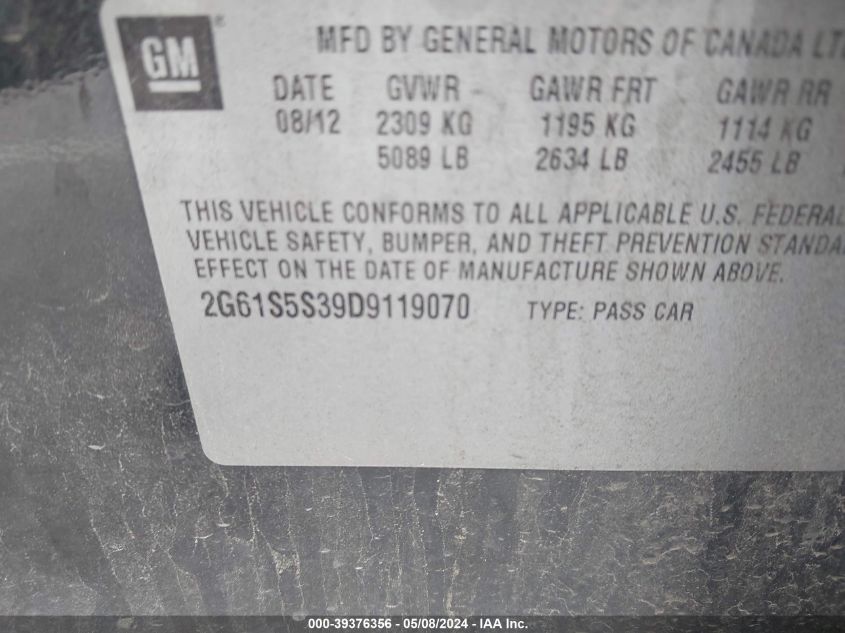 GM
MFD BY GENERAL MOTORS OF CANADA LTD
DATE GVWR GAWR FRT GAWR RR
08/12 2309 KG 1195 KG 1114 KG
5089 LB 2634 LB 2455 LB
THIS VEHICLE CONFORMS TO ALL APPLICABLE U.S. FEDERAL
VEHICLE SAFETY, BUMPER, AND THEFT PREVENTION STANDA
EFFECT ON THE DATE OF MANUFACTURE SHOWN ABOVE.
2G61S5S39D9119070 TYPE: PASS CAR
000-39376356 — 05/08/2024 — IAA Inc.